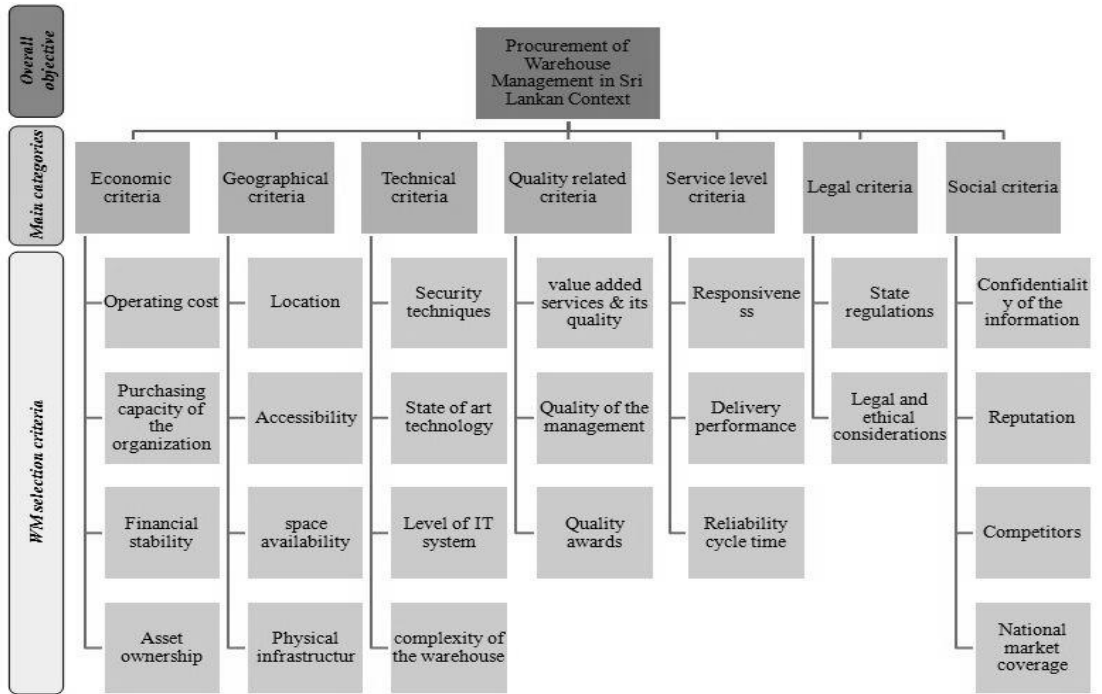 Overall
objective
Procurement of
Warehouse
Management in Sri
Lankan Context
Main categories
Economic
criteria
Geographical
criteria
Technical
criteria
Quality related
criteria
Service level
criteria
Legal criteria
Social criteria
WM selection criteria
Operating cost
Purchasing
capacity of
the
organization
Financial
stability
Asset
ownership
Location
Accessibility
space
availability
Physical
infrastructur
Security
techniques
State of art
technology
Level of IT
system
complexity of
the warehouse
value added
services & its
quality
Quality of the
management
Quality
awards
Responsivene
ss
Delivery
performance
Reliability
cycle time
State
regulations
Legal and
ethical
considerations
Confidentialit
y of the
information
Reputation
Competitors
National
market
coverage